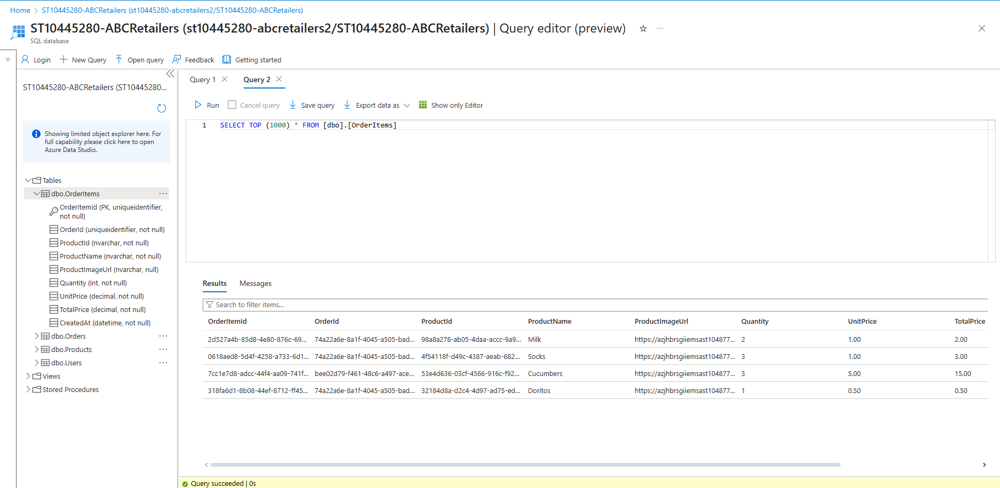 Home > ST10445280-ABCRetailers (st10445280-abcretailers2/ST10445280-ABCRetailers)
ST10445280-ABCRetailers (st10445280-abcretailers2/ST10445280-ABCRetailers) | Query editor (preview)
SQL database
Login New Query Open query Feedback Getting started
ST10445280-ABCRetailers (ST10445280...
Showing limited object explorer here. For
full capability please click here to open
Azure Data Studio.
Tables
dbo.OrderItems ...
OrderItemId (PK, uniqueidentifier,
not null)
OrderId (uniqueidentifier, not null)
ProductId (nvarchar, not null)
ProductName (nvarchar, not null)
ProductImageUrl (nvarchar, null)
Quantity (int, not null)
UnitPrice (decimal, not null)
TotalPrice (decimal, not null)
CreatedAt (datetime, not null)
dbo.Orders ...
dbo.Products ...
dbo.Users ...
Views
Stored Procedures
Query 1 Query 2
Run Cancel query Save query Export data as Show only Editor
1 SELECT TOP (1000) * FROM [dbo].[OrderItems]
Results Messages
Search to filter items...
OrderItemId OrderId ProductId ProductName ProductImageUrl Quantity UnitPrice TotalPrice
2d527a4b-85d8-4e80-876c-69... 74a22a6e-8a1f-4045-a505-bad... 98a8a278-ab05-4daa-accc-9a9... Milk https://azjhbrsgiiemsast104877... 2 1.00 2.00
0618aed8-5d4f-4258-a733-6d1... 74a22a6e-8a1f-4045-a505-bad... 4f54118f-d49c-4387-aeab-682... Socks https://azjhbrsgiiemsast104877... 3 1.00 3.00
7cc1e7d8-adcc-44f4-aa09-741f... bee02d79-f461-48c6-a497-ace... 53e4d636-03cf-4566-916c-f92... Cucumbers https://azjhbrsgiiemsast104877... 3 5.00 15.00
318fa6d1-8b08-44ef-8712-ff45... 74a22a6e-8a1f-4045-a505-bad... 32184d8a-d2c4-4d97-ad75-ed... Doritos https://azjhbrsgiiemsast104877... 1 0.50 0.50
Query succeeded | 0s